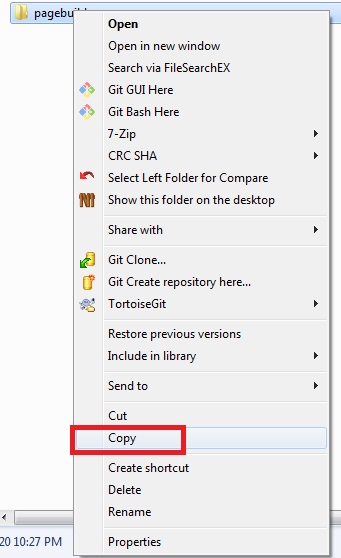 Open
Open in new window
Search via FileSearchEX
Git GUI Here
Git Bash Here
7-Zip
CRC SHA
Select Left Folder for Compare
Show this folder on the desktop
Share with
Git Clone...
Git Create repository here...
TortoiseGit
Restore previous versions
Include in library
Send to
Cut
Copy
Create shortcut
Delete
20 10:27 PM
Rename
Properties